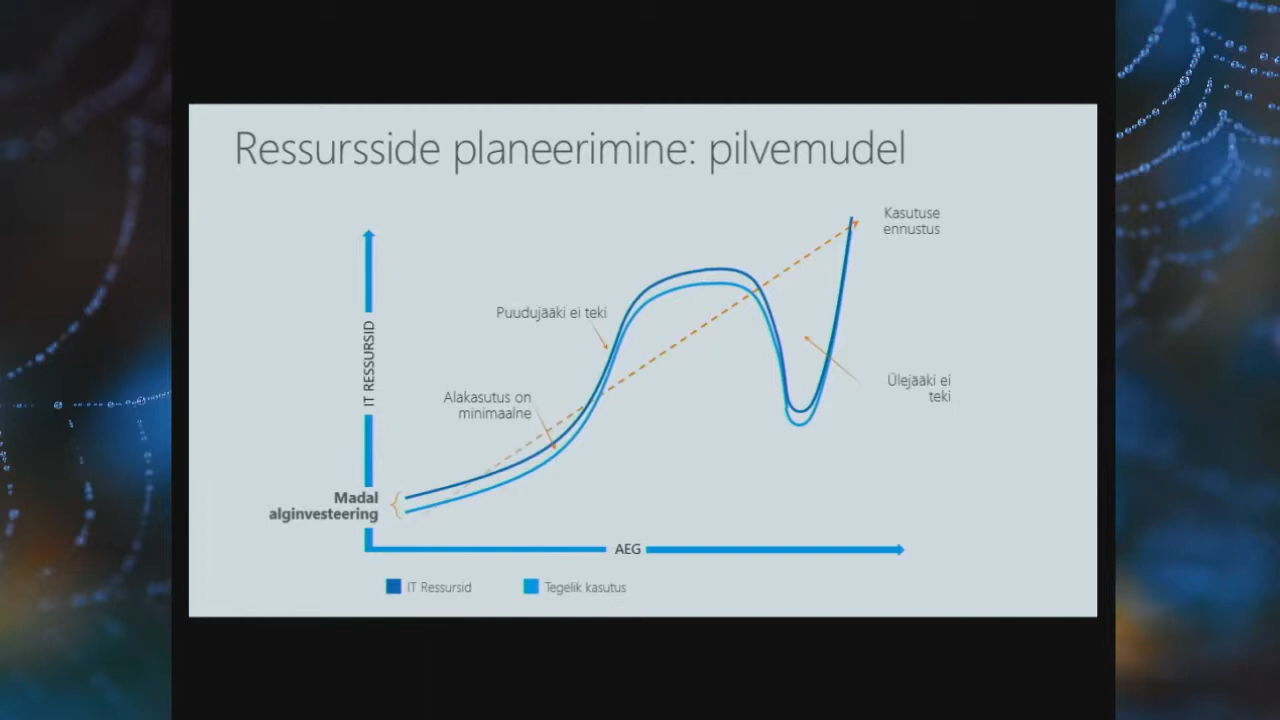 Ressursside planeerimine: pilvemudel
Kasutuse
ennustus
Puudujääki ei teki
IT RESSURSID
Ülejääki ei
teki
Alakasutus on
minimaalne
Madal
alginvesteering
AEG
IT Ressursid
Tegelik kasutus